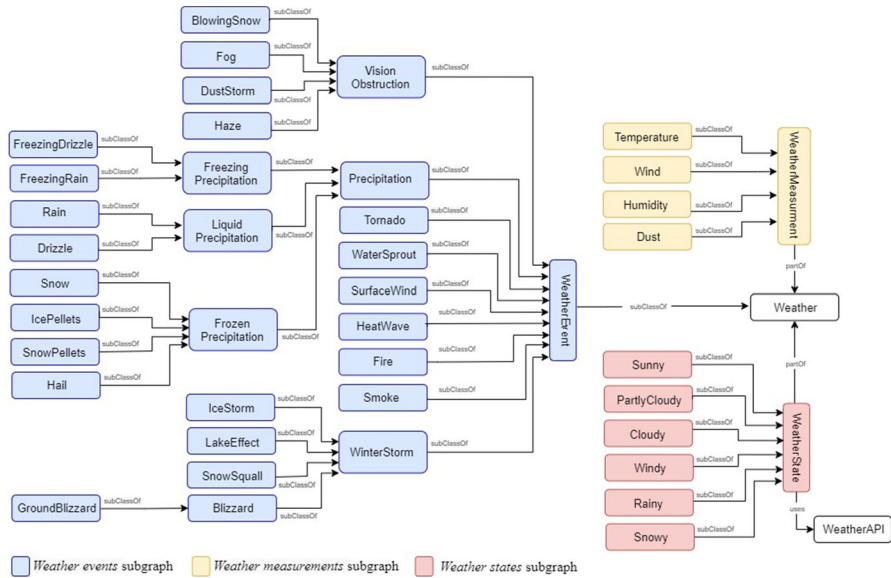 BlowingSnow
subClassOf
Fog
subClassOf
DustStorm
subClassOf
Haze
subClassOf
Vision
Obstruction
subClassOf
FreezingDrizzle
subClassOf
FreezingRain
subClassOf
Freezing
Precipitation
subClassOf
Rain
subClassOf
Drizzle
subClassOf
Liquid
Precipitation
subClassOf
Snow
subClassOf
IcePellets
subClassOf
SnowPellets
subClassOf
Hail
subClassOf
Frozen
Precipitation
subClassOf
Precipitation
subClassOf
Tornado
subClassOf
WaterSprout
subClassOf
SurfaceWind
subClassOf
HeatWave
subClassOf
Fire
subClassOf
Smoke
subClassOf
IceStorm
subClassOf
LakeEffect
subClassOf
SnowSquall
subClassOf
GroundBlizzard
subClassOf
Blizzard
subClassOf
WinterStorm
subClassOf
WeatherEvent
subClassOf
Temperature
subClassOf
Wind
subClassOf
Humidity
subClassOf
Dust
subClassOf
WeatherMeasurment
partOf
Weather
Sunny
subClassOf
PartlyCloudy
subClassOf
Cloudy
subClassOf
Windy
subClassOf
Rainy
subClassOf
Snowy
subClassOf
partOf
WeatherState
uses
WeatherAPI
Weather events subgraph
Weather measurements subgraph
Weather states subgraph